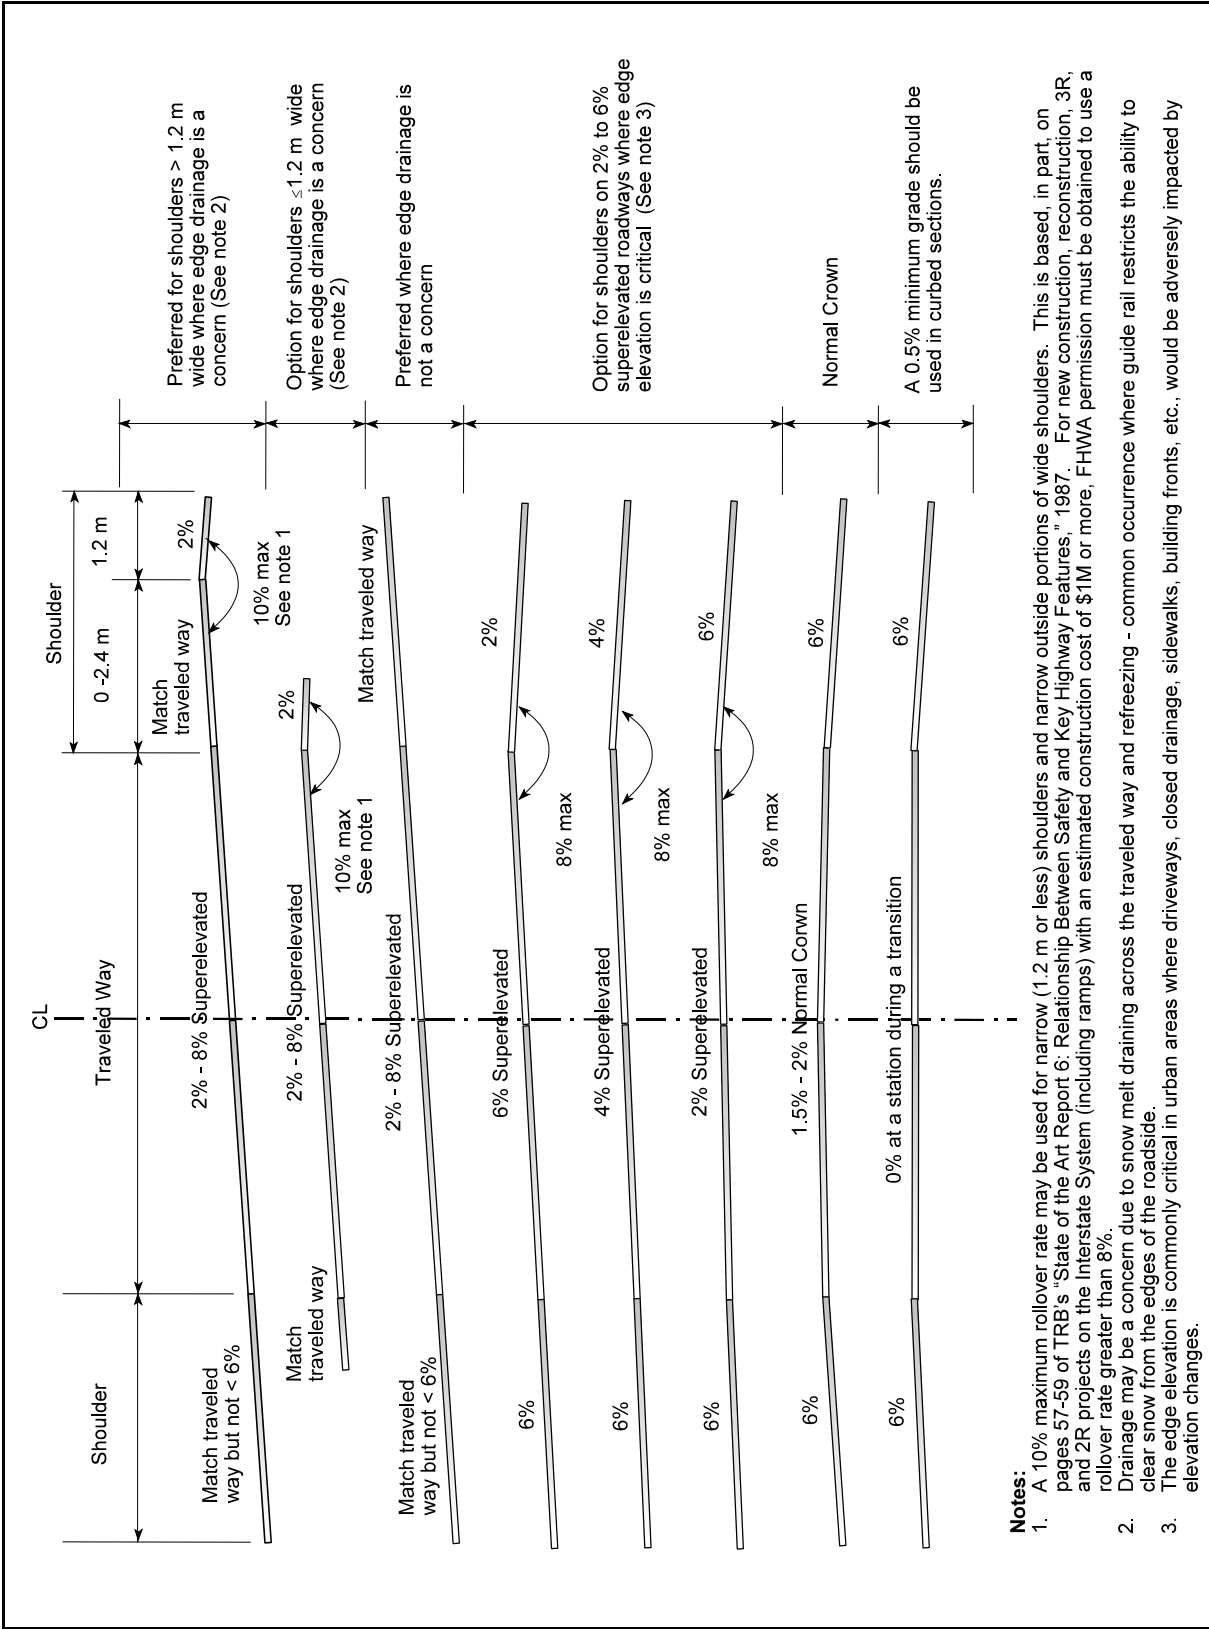 CL
Shoulder
Traveled Way
Shoulder
0 -2.4 m
1.2 m
Match traveled
way but not < 6%
2% - 8% Superelevated
Match
traveled way
2%
10% max
See note 1
Preferred for shoulders > 1.2 m
wide where edge drainage is a
concern (See note 2)
Match
traveled way
2% - 8% Superelevated
2%
10% max
See note 1
Option for shoulders ≤1.2 m wide
where edge drainage is a concern
(See note 2)
Match traveled
way but not < 6%
2% - 8% Superelevated
Match traveled way
Preferred where edge drainage is
not a concern
6%
6% Superelevated
2%
8% max
6%
4% Superelevated
4%
8% max
6%
2% Superelevated
6%
8% max
Option for shoulders on 2% to 6%
superelevated roadways where edge
elevation is critical (See note 3)
6%
1.5% - 2% Normal Corwn
6%
Normal Crown
6%
0% at a station during a transition
6%
A 0.5% minimum grade should be
used in curbed sections.
Notes:
1. A 10% maximum rollover rate may be used for narrow (1.2 m or less) shoulders and narrow outside portions of wide shoulders. This is based, in part, on
pages 57-59 of TRB's "State of the Art Report 6: Relationship Between Safety and Key Highway Features," 1987. For new construction, reconstruction, 3R,
and 2R projects on the Interstate System (including ramps) with an estimated construction cost of $1M or more, FHWA permission must be obtained to use a
rollover rate greater than 8%.
2. Drainage may be a concern due to snow melt draining across the traveled way and refreezing - common occurrence where guide rail restricts the ability to
clear snow from the edges of the roadside.
3. The edge elevation is commonly critical in urban areas where driveways, closed drainage, sidewalks, building fronts, etc., would be adversely impacted by
elevation changes.